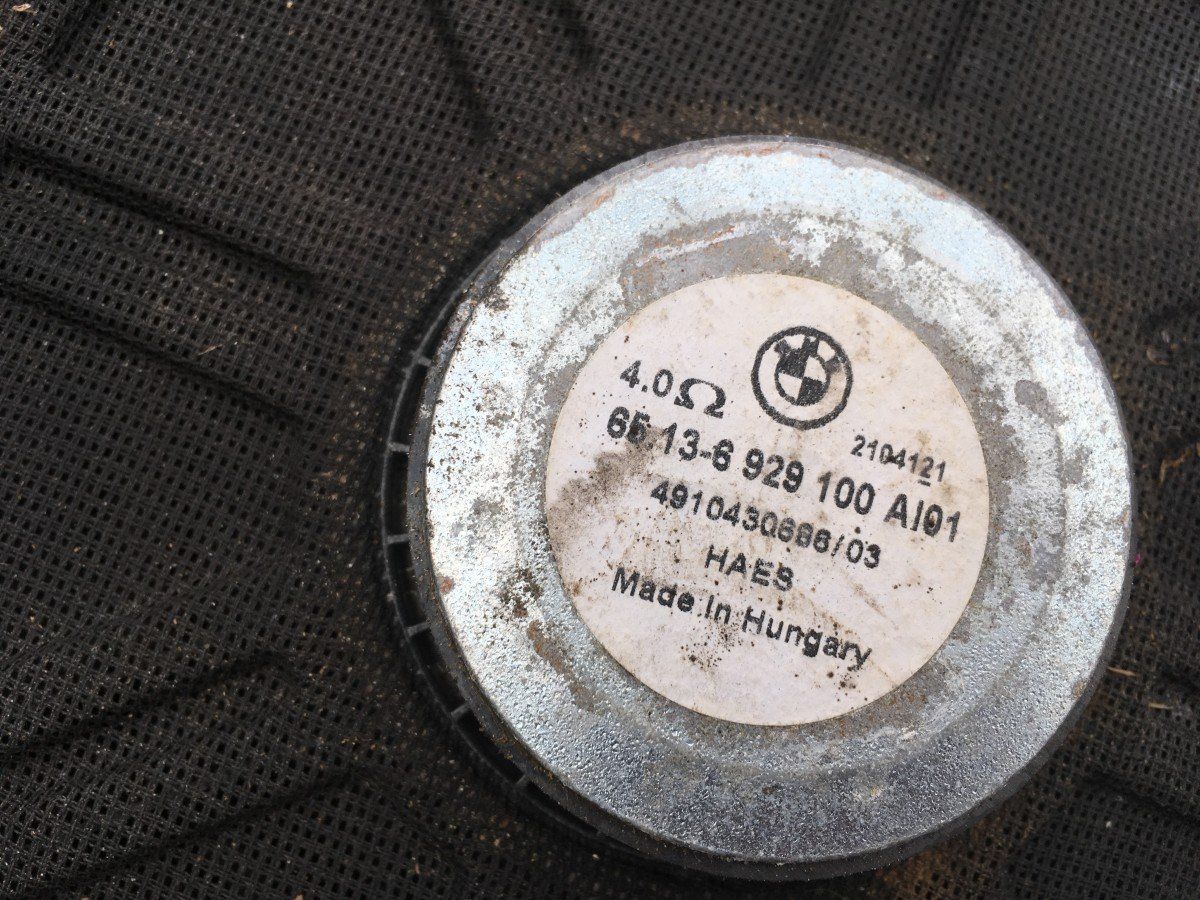 4.0Ω
2104121
65 13-6 929 100 AI01
4910430686/03
HAES
Made in Hungary